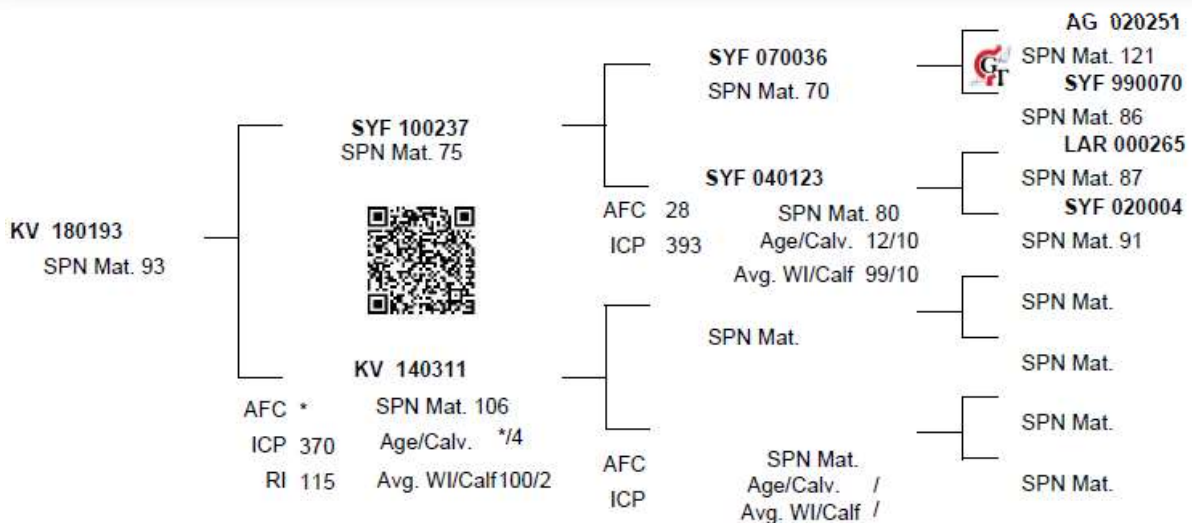 AG 020251
SYF 070036
SPN Mat. 121
GT
SPN Mat. 70
SYF 990070
SYF 100237
SPN Mat. 86
SPN Mat. 75
LAR 000265
SYF 040123
SPN Mat. 87
AFC 28 SPN Mat. 80
SYF 020004
KV 180193
ICP 393 Age/Calv. 12/10
SPN Mat. 91
SPN Mat. 93
Avg. WI/Calf 99/10
SPN Mat.
SPN Mat.
KV 140311
SPN Mat.
AFC * SPN Mat. 106
SPN Mat.
ICP 370 Age/Calv. */4
AFC SPN Mat.
RI 115 Avg. WI/Calf100/2
Age/Calv. /
SPN Mat.
ICP
Avg. WI/Calf /